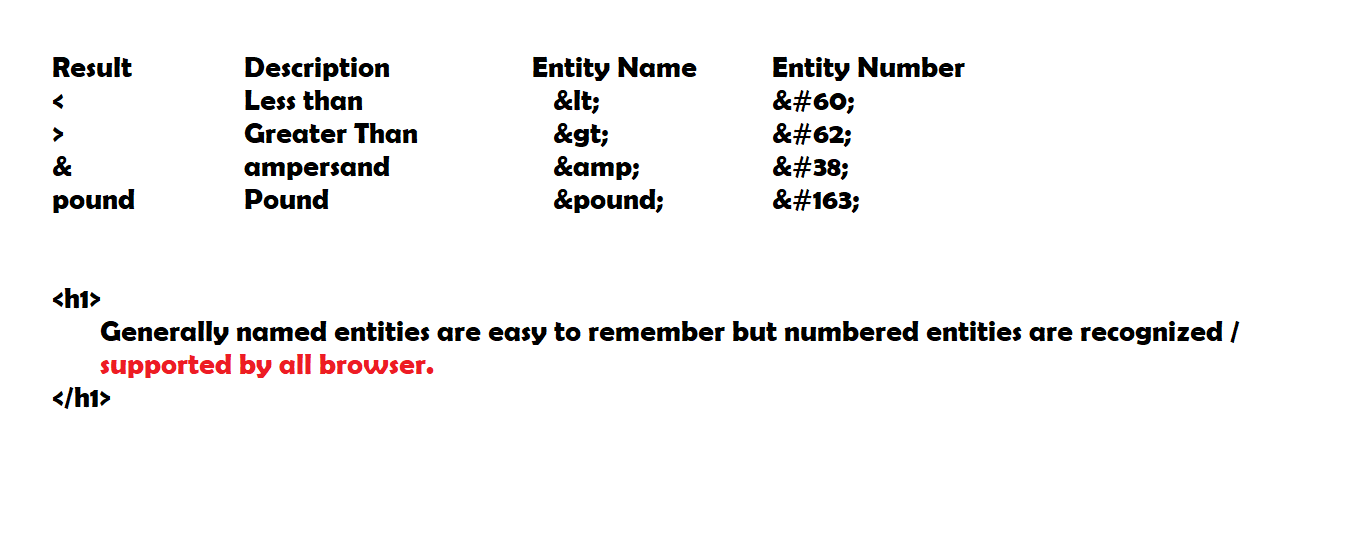 Result Description Entity Name Entity Number
< Less than &lt; &#60;
> Greater Than &gt; &#62;
& ampersand &amp; &#38;
pound Pound &pound; &#163;
<h1>
Generally named entities are easy to remember but numbered entities are recognized /
supported by all browser.
</h1>